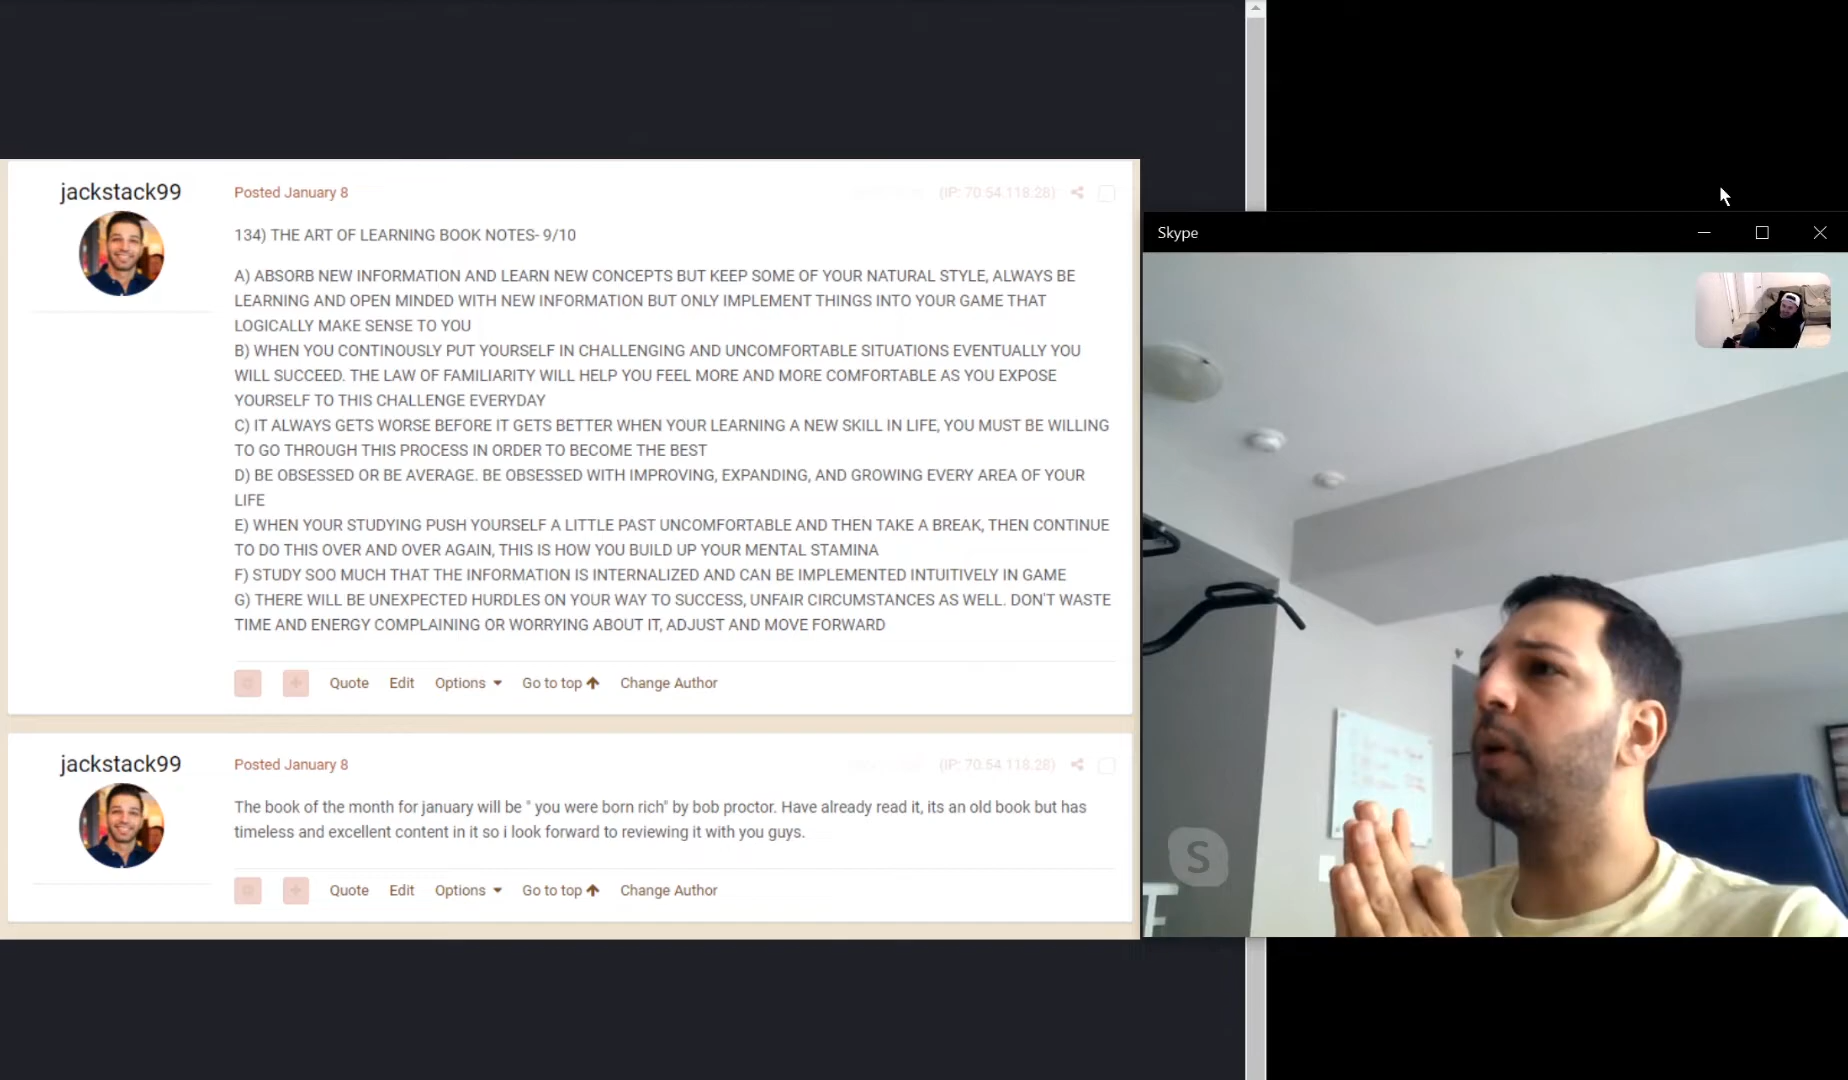 jackstack99
Posted January 8
(IP: 70.54.118.28)
134) THE ART OF LEARNING BOOK NOTES- 9/10
A) ABSORB NEW INFORMATION AND LEARN NEW CONCEPTS BUT KEEP SOME OF YOUR NATURAL STYLE, ALWAYS BE
LEARNING AND OPEN MINDED WITH NEW INFORMATION BUT ONLY IMPLEMENT THINGS INTO YOUR GAME THAT
LOGICALLY MAKE SENSE TO YOU
B) WHEN YOU CONTINOUSLY PUT YOURSELF IN CHALLENGING AND UNCOMFORTABLE SITUATIONS EVENTUALLY YOU
WILL SUCCEED. THE LAW OF FAMILIARITY WILL HELP YOU FEEL MORE AND MORE COMFORTABLE AS YOU EXPOSE
YOURSELF TO THIS CHALLENGE EVERYDAY
C) IT ALWAYS GETS WORSE BEFORE IT GETS BETTER WHEN YOUR LEARNING A NEW SKILL IN LIFE, YOU MUST BE WILLING
TO GO THROUGH THIS PROCESS IN ORDER TO BECOME THE BEST
D) BE OBSESSED OR BE AVERAGE. BE OBSESSED WITH IMPROVING, EXPANDING, AND GROWING EVERY AREA OF YOUR
LIFE
E) WHEN YOUR STUDYING PUSH YOURSELF A LITTLE PAST UNCOMFORTABLE AND THEN TAKE A BREAK, THEN CONTINUE
TO DO THIS OVER AND OVER AGAIN, THIS IS HOW YOU BUILD UP YOUR MENTAL STAMINA
F) STUDY SOO MUCH THAT THE INFORMATION IS INTERNALIZED AND CAN BE IMPLEMENTED INTUITIVELY IN GAME
G) THERE WILL BE UNEXPECTED HURDLES ON YOUR WAY TO SUCCESS, UNFAIR CIRCUMSTANCES AS WELL. DON'T WASTE
TIME AND ENERGY COMPLAINING OR WORRYING ABOUT IT, ADJUST AND MOVE FORWARD
Quote Edit Options Go to top Change Author
jackstack99
Posted January 8
(IP: 70.54.118.28)
The book of the month for january will be " you were born rich" by bob proctor. Have already read it, its an old book but has
timeless and excellent content in it so i look forward to reviewing it with you guys.
Quote Edit Options Go to top Change Author
Skype
S